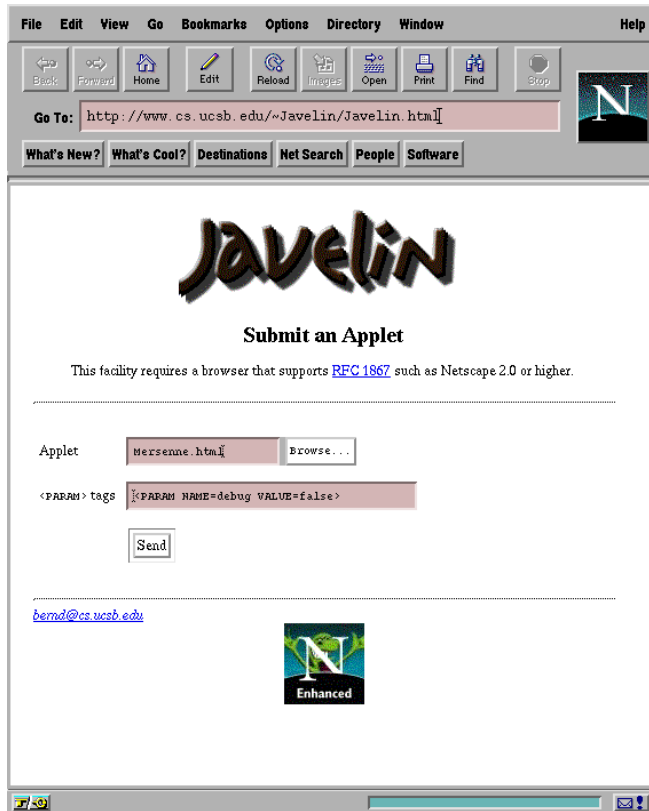 File Edit View Go Bookmarks Options Directory Window Help
Back Forward Home Edit Reload Images Open Print Find Stop
Go To: http://www.cs.ucsb.edu/~Javelin/Javelin.html
N
What's New? What's Cool? Destinations Net Search People Software
Javelin
Submit an Applet
This facility requires a browser that supports RFC 1867 such as Netscape 2.0 or higher.
Applet Mersenne.html Browse...
<PARAM> tags <PARAM NAME=debug VALUE=false>
Send
bernd@cs.ucsb.edu
N
Enhanced